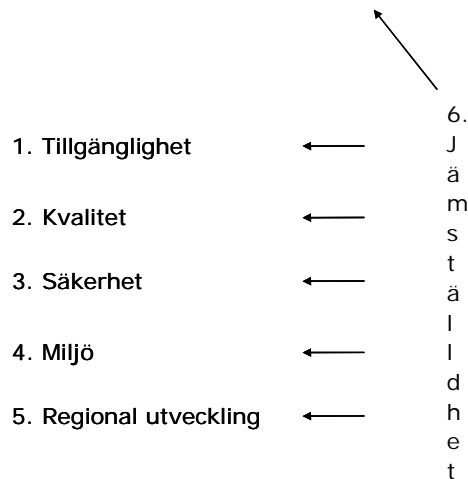 1. Tillgänglighet
2. Kvalitet
3. Säkerhet
4. Miljö
5. Regional utveckling
6.
J
ä
m
s
t
ä
l
l
d
h
e
t